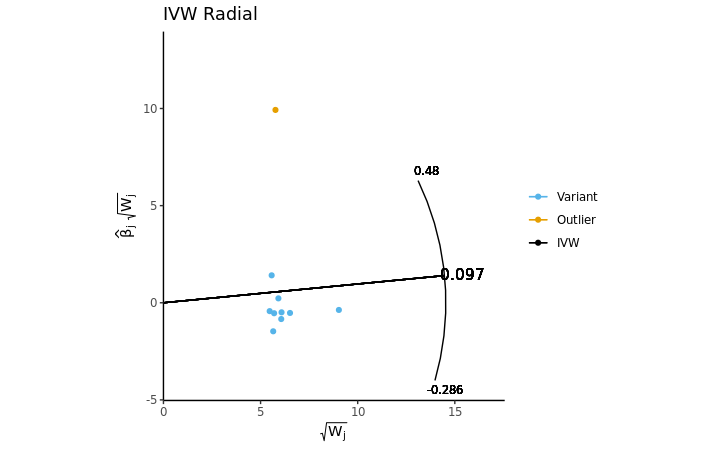 IVW Radial
10
5
0
-5
0
5
10
15
β̂ⱼ √Wⱼ
√Wⱼ
0.48
0.097
-0.286
Variant
Outlier
IVW